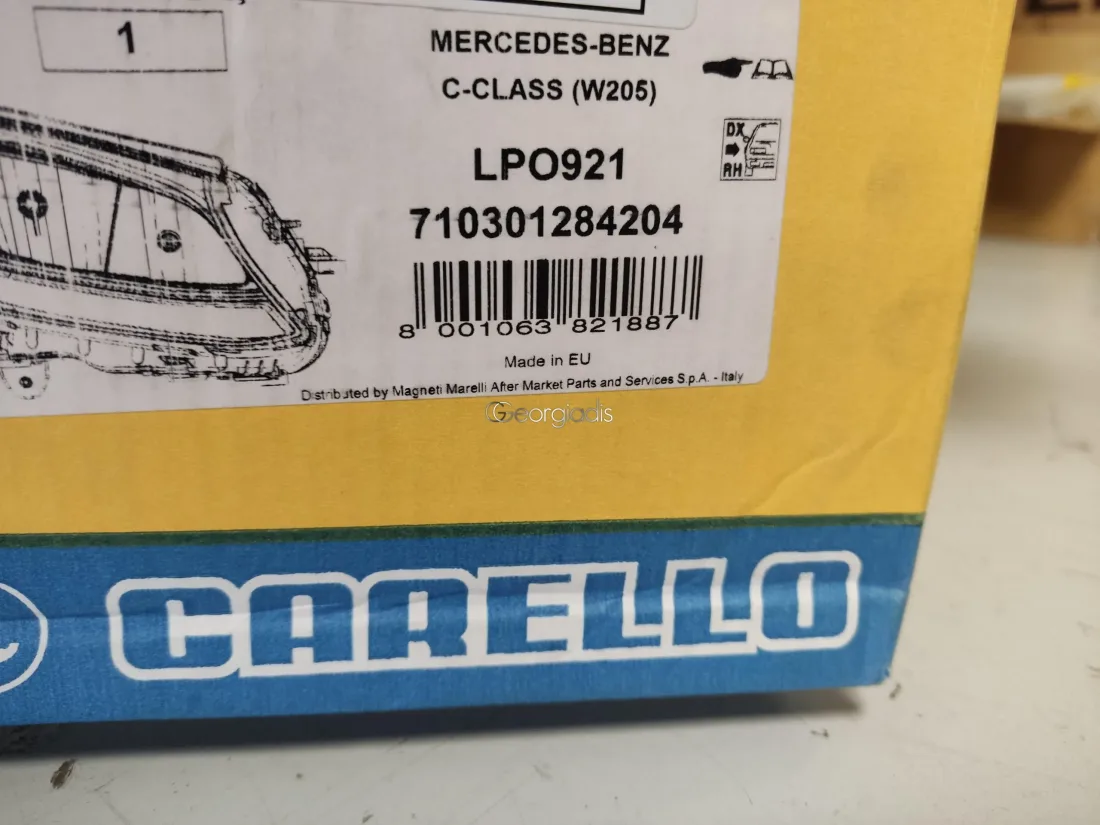 1
MERCEDES-BENZ
C-CLASS (W205)
DX
RH
LPO921
710301284204
8 001063 821887
Made in EU
Distributed by Magneti Marelli After Market Parts and Services S.p.A. - Italy
Georgiadis
CARELLO